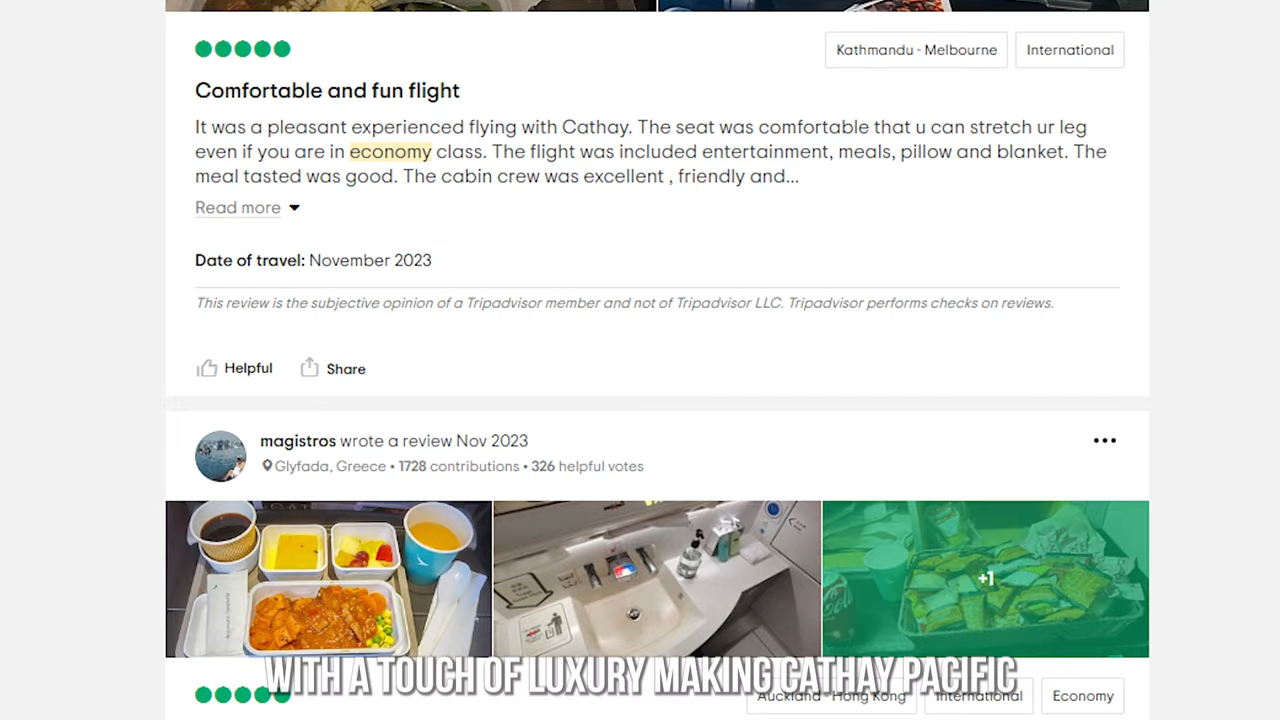 Kathmandu - Melbourne
International
Comfortable and fun flight
It was a pleasant experienced flying with Cathay. The seat was comfortable that u can stretch ur leg
even if you are in economy class. The flight was included entertainment, meals, pillow and blanket. The
meal tasted was good. The cabin crew was excellent , friendly and...
Read more
Date of travel: November 2023
This review is the subjective opinion of a Tripadvisor member and not of Tripadvisor LLC. Tripadvisor performs checks on reviews.
Helpful
Share
magistros wrote a review Nov 2023
Glyfada, Greece • 1728 contributions • 326 helpful votes
+1
WITH A TOUCH OF LUXURY MAKING CATHAY PACIFIC
Auckland - Hong Kong
International
Economy